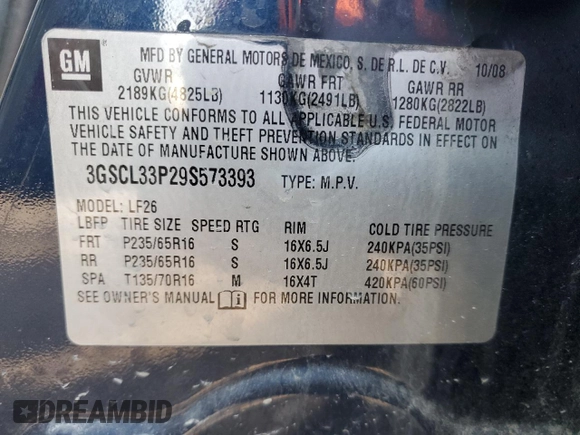 GM
MFD BY GENERAL MOTORS DE MEXICO, S. DE R.L. DE C.V. 10/08
GVWR GAWR FRT GAWR RR
2189KG(4825LB) 1130KG(2491LB) 1280KG(2822LB)
THIS VEHICLE CONFORMS TO ALL APPLICABLE U.S. FEDERAL MOTOR
VEHICLE SAFETY AND THEFT PREVENTION STANDARDS IN EFFECT ON
THE DATE OF MANUFACTURE SHOWN ABOVE.
3GSCL33P29S573393 TYPE: M.P.V.
MODEL: LF26
LBFP TIRE SIZE SPEED RTG RIM COLD TIRE PRESSURE
FRT P235/65R16 S 16X6.5J 240KPA(35PSI)
RR P235/65R16 S 16X6.5J 240KPA(35PSI)
SPA T135/70R16 M 16X4T 420KPA(60PSI)
SEE OWNER'S MANUAL i FOR MORE INFORMATION.
DREAMBID